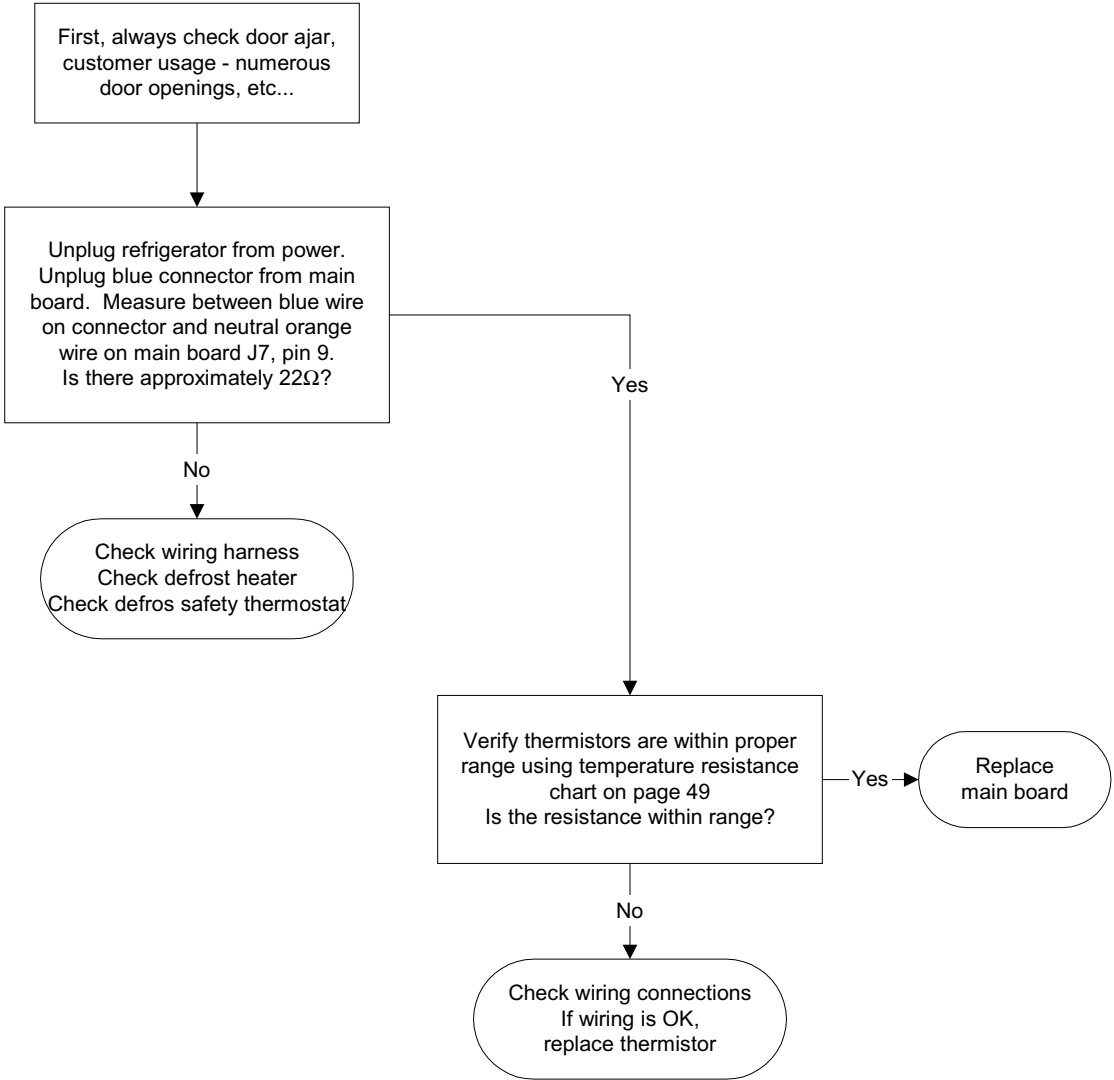 First, always check door ajar,
customer usage - numerous
door openings, etc...
Unplug refrigerator from power.
Unplug blue connector from main
board.  Measure between blue wire
on connector and neutral orange
wire on main board J7, pin 9.
Is there approximately 22Ω?
Yes
No
Check wiring harness
Check defrost heater
Check defros safety thermostat
Verify thermistors are within proper
range using temperature resistance
chart on page 49
Is the resistance within range?
Yes
Replace
main board
No
Check wiring connections
If wiring is OK,
replace thermistor